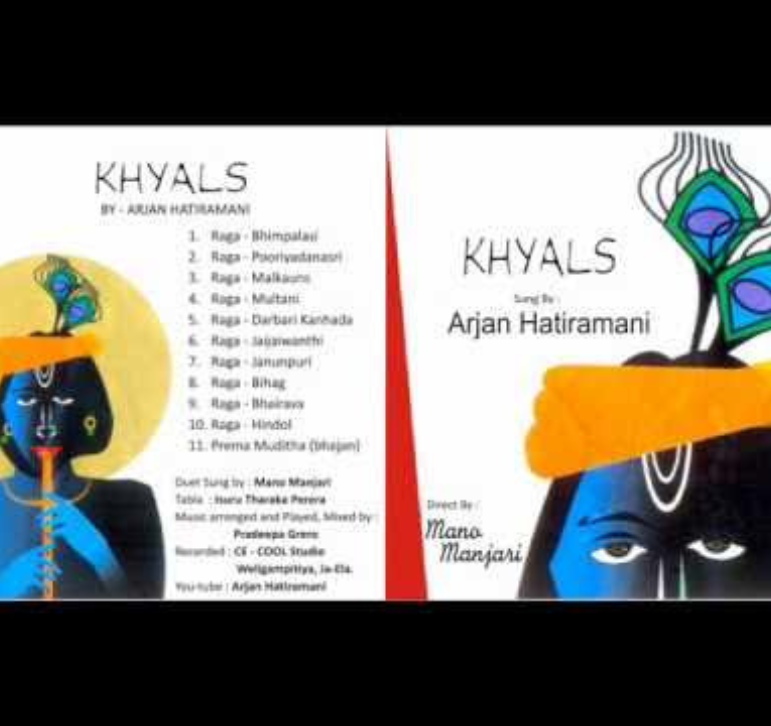 KHYALS
BY - ARJAN HATIRAMANI
1. Raga - Bhimpalasi
2. Raga - Pooriyadanasri
3. Raga - Malkauns
4. Raga - Multani
5. Raga - Darbari Kanhada
6. Raga - Jaijaiwanthi
7. Raga - Janunpuri
8. Raga - Bihag
9. Raga - Bhairava
10. Raga - Hindol
11. Prema Muditha (bhajan)
Duet Sung by : Mano Manjari
Tabla : Isuru Tharaka Perera
Music arranged and Played, Mixed by :
Pradeepa Grero
Recorded : CE - COOL Studio
Weligampitiya, Ja-Ela.
You-tube : Arjan Hatiramani
KHYALS
Sung By :
Arjan Hatiramani
Direct By :
Mano
Manjari